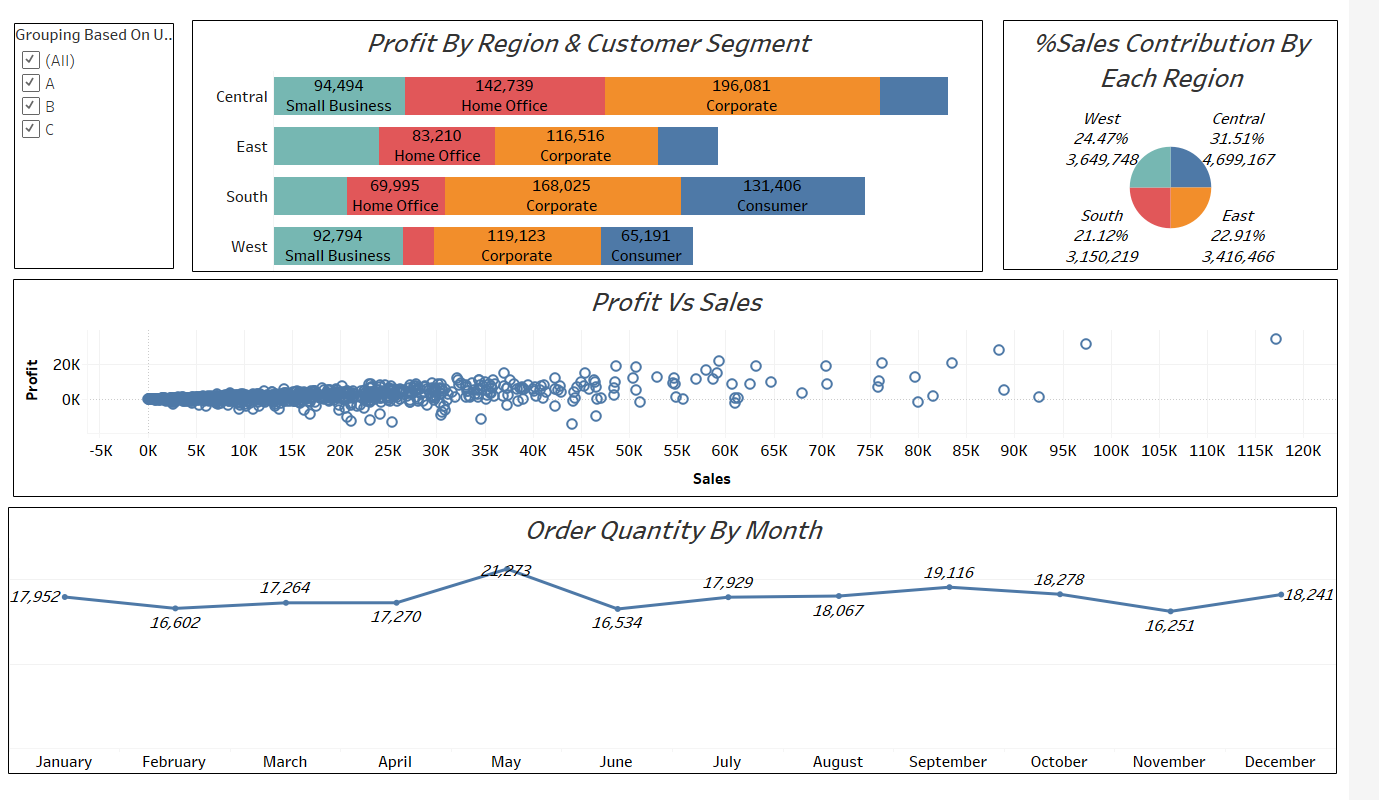 Grouping Based On U..
(All)
A
B
C
Profit By Region & Customer Segment
Central
94,494
Small Business
142,739
Home Office
196,081
Corporate
East
83,210
Home Office
116,516
Corporate
South
69,995
Home Office
168,025
Corporate
131,406
Consumer
West
92,794
Small Business
119,123
Corporate
65,191
Consumer
%Sales Contribution By
Each Region
West
24.47%
3,649,748
Central
31.51%
4,699,167
South
21.12%
3,150,219
East
22.91%
3,416,466
Profit Vs Sales
Profit
20K
0K
-5K 0K 5K 10K 15K 20K 25K 30K 35K 40K 45K 50K 55K 60K 65K 70K 75K 80K 85K 90K 95K 100K 105K 110K 115K 120K
Sales
Order Quantity By Month
17,952
16,602
17,264
17,270
21,273
16,534
17,929
18,067
19,116
18,278
16,251
18,241
January February March April May June July August September October November December